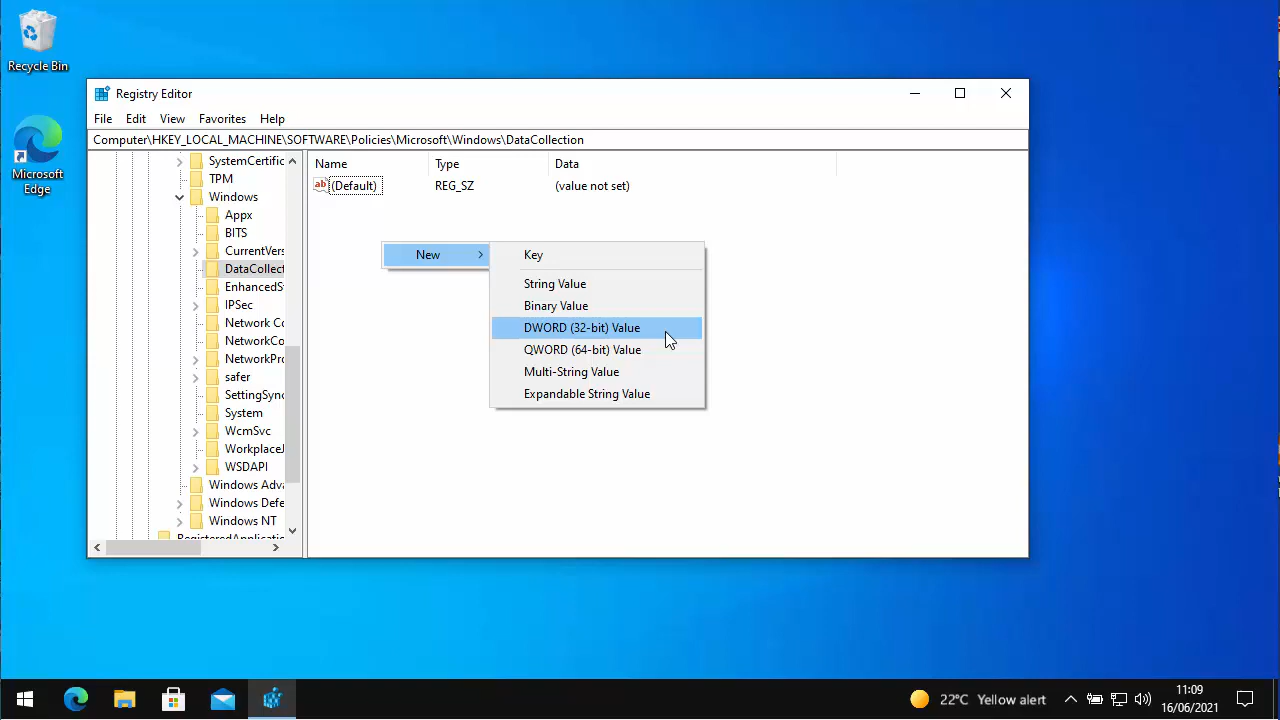 Recycle Bin
Microsoft
Edge
Registry Editor
File Edit View Favorites Help
Computer\HKEY_LOCAL_MACHINE\SOFTWARE\Policies\Microsoft\Windows\DataCollection
SystemCertific
TPM
Windows
Appx
BITS
CurrentVers
DataCollect
EnhancedSt
IPSec
Network Co
NetworkCo
NetworkPro
safer
SettingSync
System
WcmSvc
WorkplaceJ
WSDAPI
Windows Adva
Windows Defe
Windows NT
RegisteredApplicatio
Name Type Data
ab (Default) REG_SZ (value not set)
New
Key
String Value
Binary Value
DWORD (32-bit) Value
QWORD (64-bit) Value
Multi-String Value
Expandable String Value
22°C Yellow alert
11:09
16/06/2021